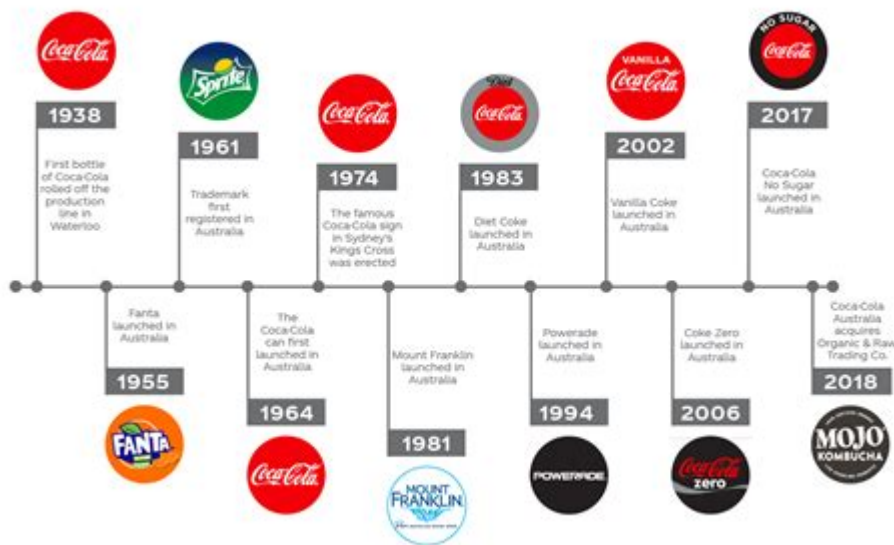 Coca-Cola
1938
First bottle
of Coca-Cola
rolled off the
production
line in
Waterloo
Fanta
launched in
Australia
1955
FANTA
Sprite
1961
Trademark
first
registered in
Australia
The
Coca-Cola
can first
launched in
Australia
1964
Coca-Cola
Coca-Cola
1974
The famous
Coca-Cola sign
in Sydney's
Kings Cross
was erected
Mount Franklin
launched in
Australia
1981
MOUNT
FRANKLIN
Diet
Coca-Cola
1983
Diet Coke
launched in
Australia
Powerade
launched in
Australia
1994
POWERADE
VANILLA
Coca-Cola
2002
Vanilla Coke
launched in
Australia
Coke Zero
launched in
Australia
2006
Coca-Cola
zero
NO SUGAR
Coca-Cola
2017
Coca-Cola
No Sugar
launched in
Australia
Coca-Cola
Australia
acquires
Organic & Raw
Trading Co.
2018
MOJO
KOMBUCHA